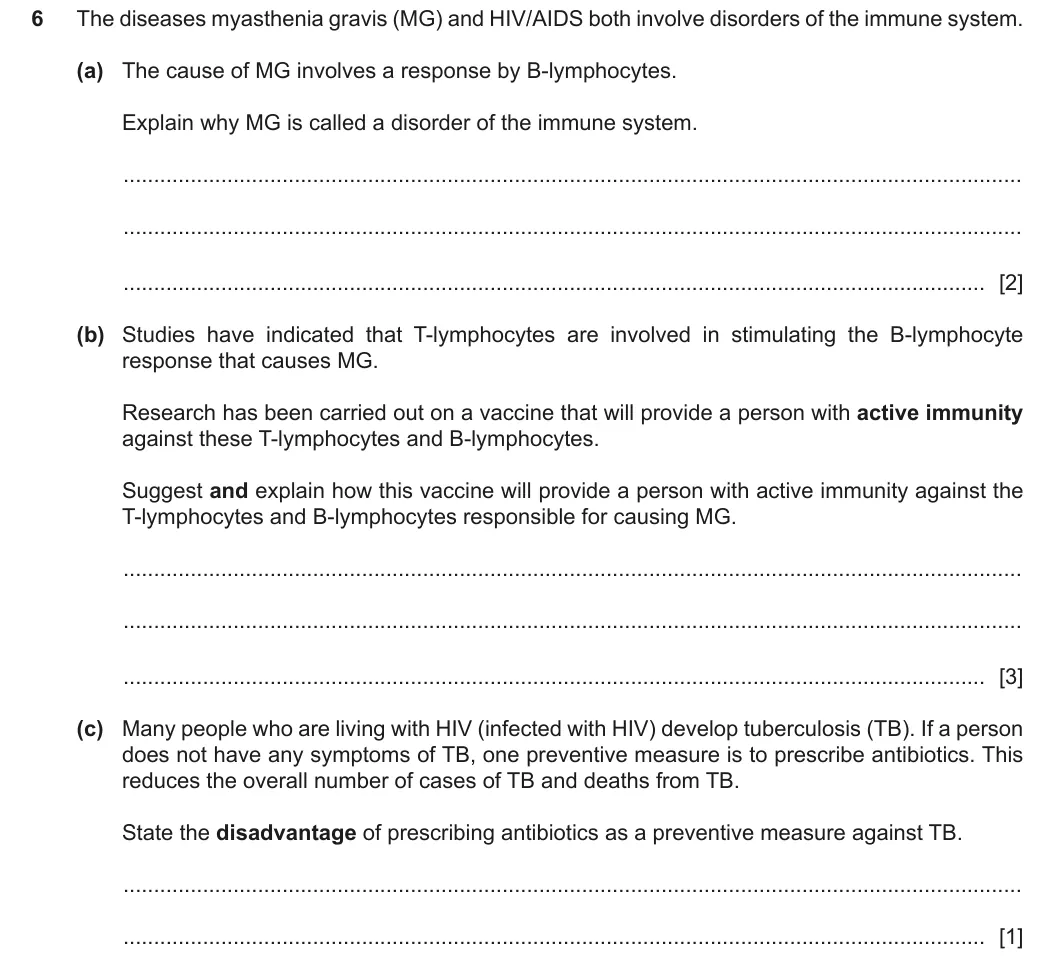 6 The diseases myasthenia gravis (MG) and HIV/AIDS both involve disorders of the immune system.
(a) The cause of MG involves a response by B-lymphocytes.
Explain why MG is called a disorder of the immune system.
..........................................................................................................................................
..........................................................................................................................................
.................................................................................................................................... [2]
(b) Studies have indicated that T-lymphocytes are involved in stimulating the B-lymphocyte
response that causes MG.
Research has been carried out on a vaccine that will provide a person with active immunity
against these T-lymphocytes and B-lymphocytes.
Suggest and explain how this vaccine will provide a person with active immunity against the
T-lymphocytes and B-lymphocytes responsible for causing MG.
..........................................................................................................................................
..........................................................................................................................................
.................................................................................................................................... [3]
(c) Many people who are living with HIV (infected with HIV) develop tuberculosis (TB). If a person
does not have any symptoms of TB, one preventive measure is to prescribe antibiotics. This
reduces the overall number of cases of TB and deaths from TB.
State the disadvantage of prescribing antibiotics as a preventive measure against TB.
..........................................................................................................................................
.................................................................................................................................... [1]